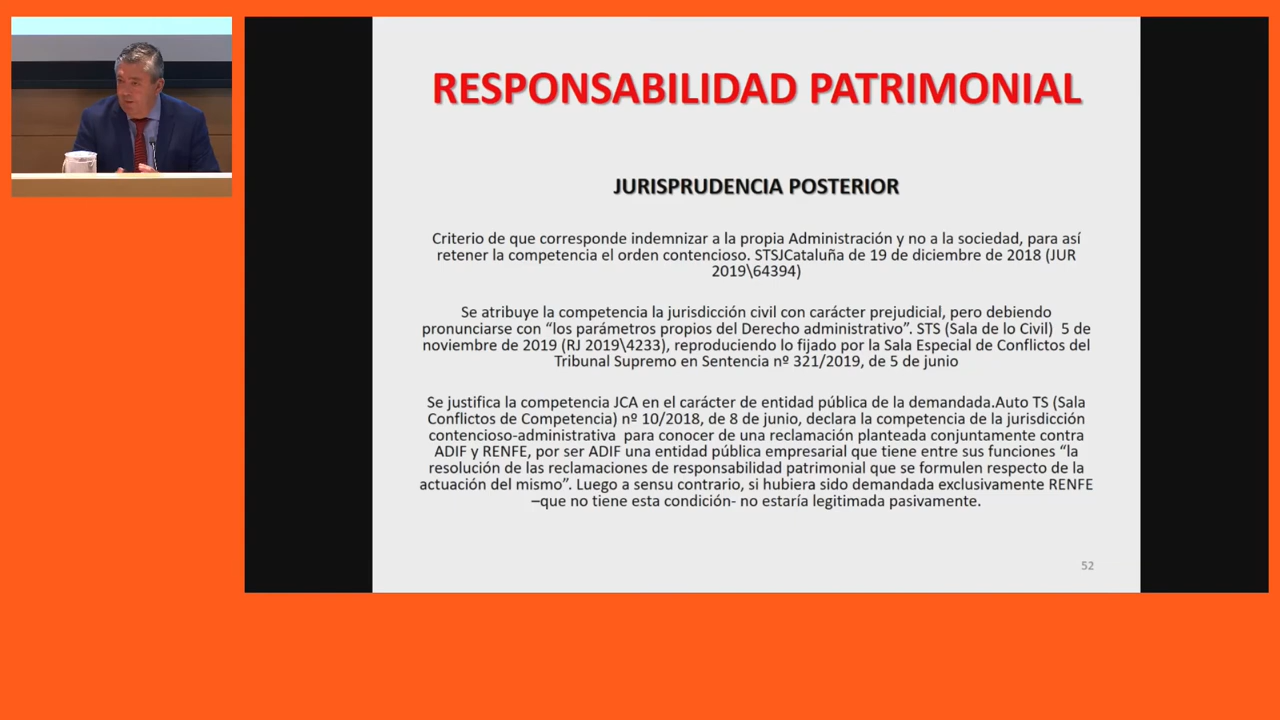 RESPONSABILIDAD PATRIMONIAL
JURISPRUDENCIA POSTERIOR
Criterio de que corresponde indemnizar a la propia Administración y no a la sociedad, para así
retener la competencia el orden contencioso. STSJCataluña de 19 de diciembre de 2018 (JUR
2019\64394)
Se atribuye la competencia la jurisdicción civil con carácter prejudicial, pero debiendo
pronunciarse con “los parámetros propios del Derecho administrativo”. STS (Sala de lo Civil) 5 de
noviembre de 2019 (RJ 2019\4233), reproduciendo lo fijado por la Sala Especial de Conflictos del
Tribunal Supremo en Sentencia nº 321/2019, de 5 de junio
Se justifica la competencia JCA en el carácter de entidad pública de la demandada.Auto TS (Sala
Conflictos de Competencia) nº 10/2018, de 8 de junio, declara la competencia de la jurisdicción
contencioso-administrativa para conocer de una reclamación planteada conjuntamente contra
ADIF y RENFE, por ser ADIF una entidad pública empresarial que tiene entre sus funciones “la
resolución de las reclamaciones de responsabilidad patrimonial que se formulen respecto de la
actuación del mismo”. Luego a sensu contrario, si hubiera sido demandada exclusivamente RENFE
–que no tiene esta condición- no estaría legitimada pasivamente.
52